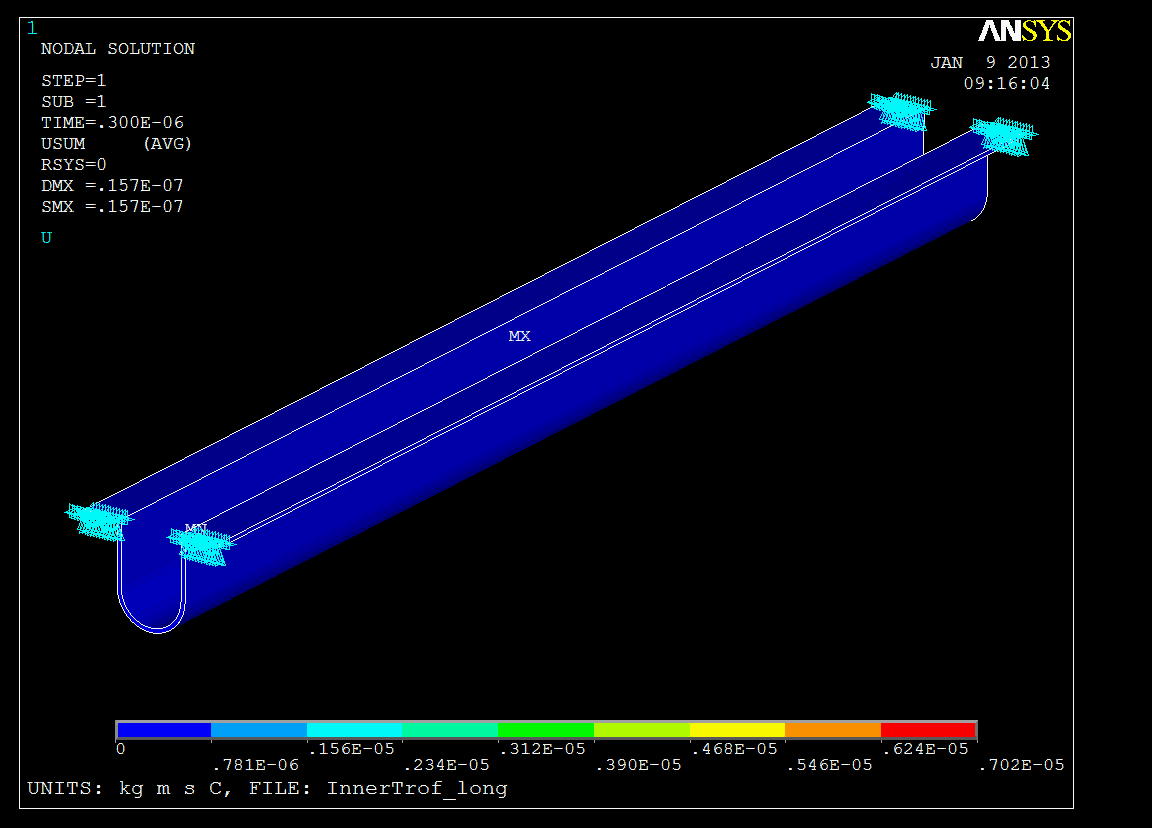 1
ANSYS
NODAL SOLUTION
JAN 9 2013
09:16:04
STEP=1
SUB =1
TIME=.300E-06
USUM (AVG)
RSYS=0
DMX =.157E-07
SMX =.157E-07
U
MX
MN
0 .156E-05 .312E-05 .468E-05 .624E-05
.781E-06 .234E-05 .390E-05 .546E-05 .702E-05
UNITS: kg m s C, FILE: InnerTrof_long